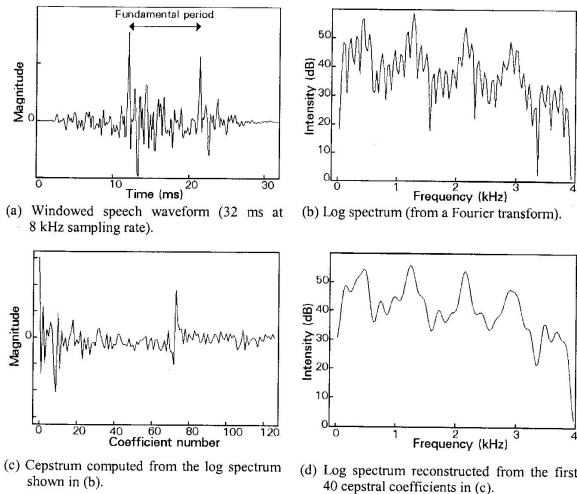 Fundamental period
Magnitude
0
0 10 20 30
Time (ms)
(a) Windowed speech waveform (32 ms at
8 kHz sampling rate).
Intensity (dB)
50
40
30
20
10
0
0 1 2 3 4
Frequency (kHz)
(b) Log spectrum (from a Fourier transform).
Magnitude
0
0 20 40 60 80 100 120
Coefficient number
(c) Cepstrum computed from the log spectrum
shown in (b).
Intensity (dB)
50
40
30
20
10
0
0 1 2 3 4
Frequency (kHz)
(d) Log spectrum reconstructed from the first
40 cepstral coefficients in (c).